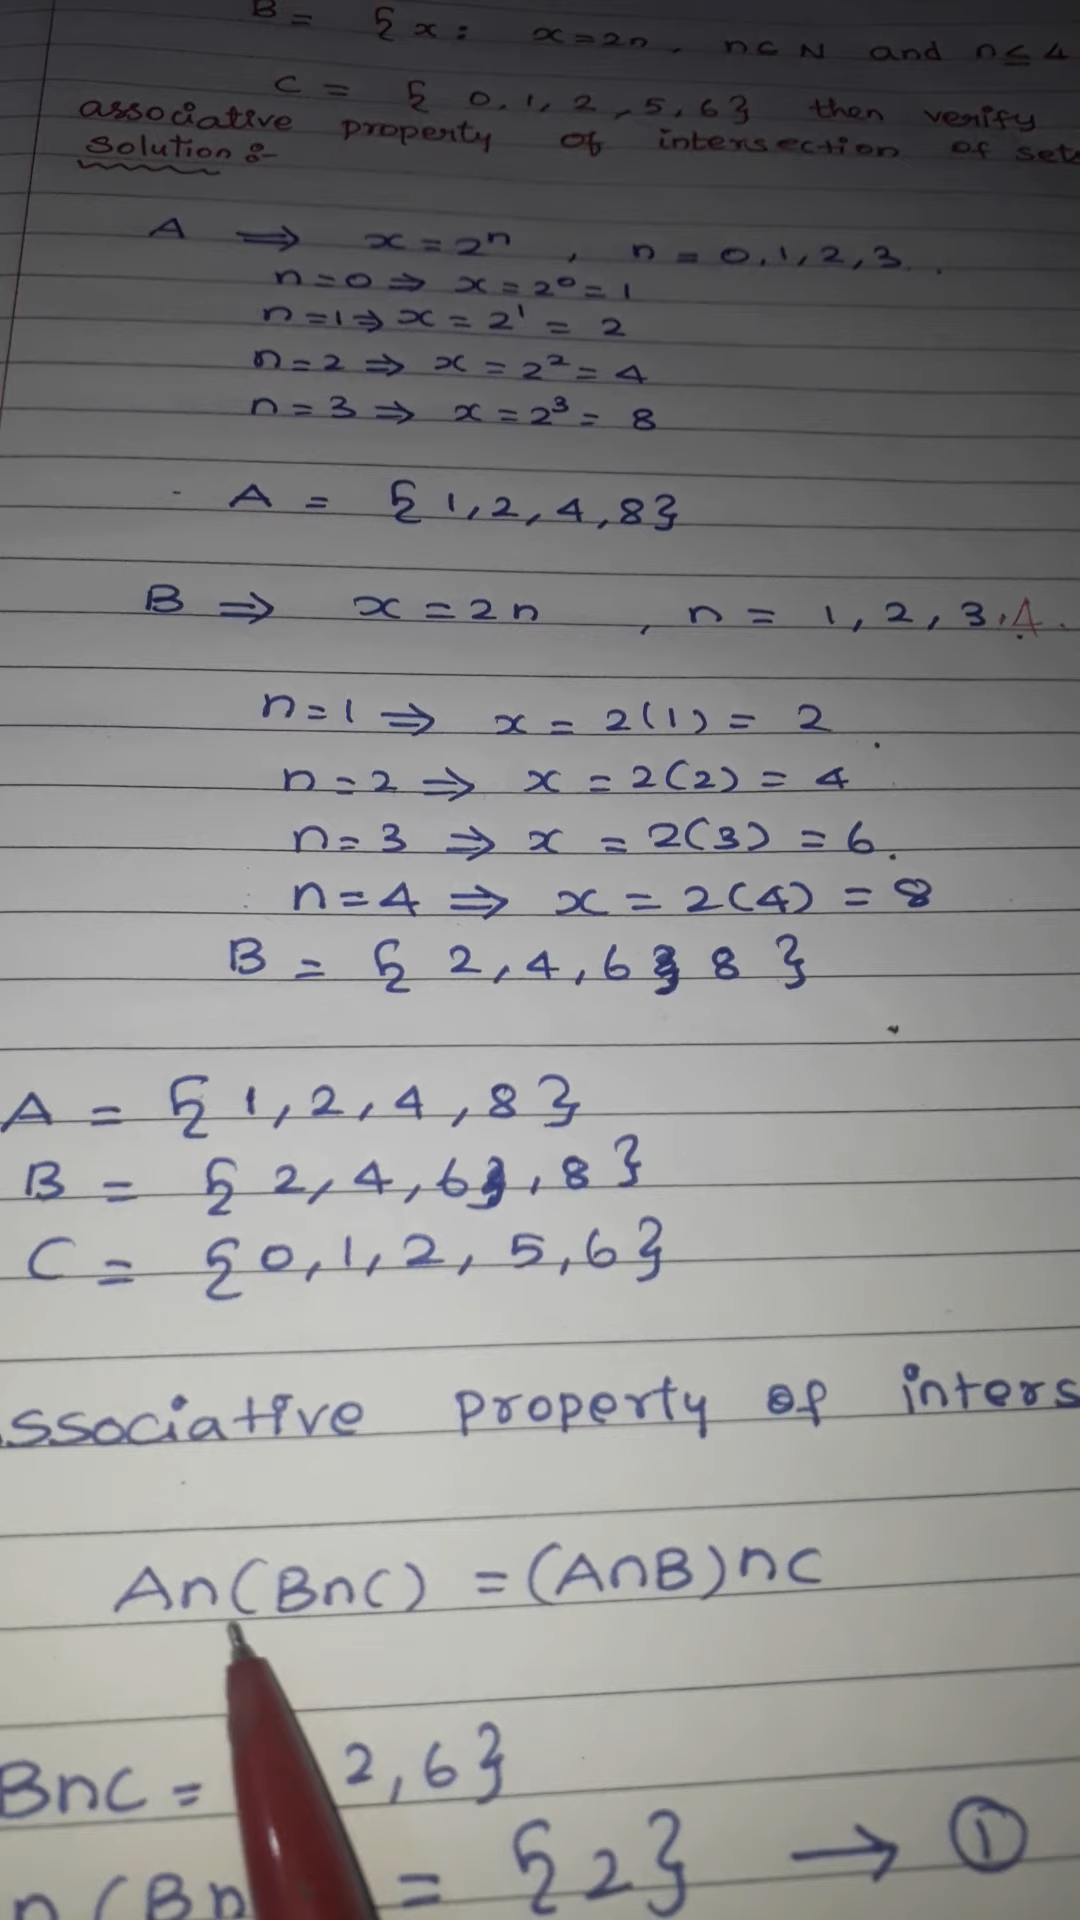 B = { x : x = 2n, n ∈ N and n ≤ 4
C = { 0, 1, 2, 5, 6} then verify
associative property of intersection of sets
Solution :-
A ⟹ x = 2ⁿ , n = 0, 1, 2, 3.
n = 0 ⟹ x = 2⁰ = 1
n = 1 ⟹ x = 2¹ = 2
n = 2 ⟹ x = 2² = 4
n = 3 ⟹ x = 2³ = 8
A = { 1, 2, 4, 8}
B ⟹ x = 2n , n = 1, 2, 3, 4.
n = 1 ⟹ x = 2(1) = 2
n = 2 ⟹ x = 2(2) = 4
n = 3 ⟹ x = 2(3) = 6
n = 4 ⟹ x = 2(4) = 8
B = { 2, 4, 6, 8 }
A = { 1, 2, 4, 8 }
B = { 2, 4, 6, 8 }
C = { 0, 1, 2, 5, 6}
ssociative property of inters
A∩(B∩C) = (A∩B)∩C
B∩C = 2, 6}
∩ (B∩ = { 2 } → ①